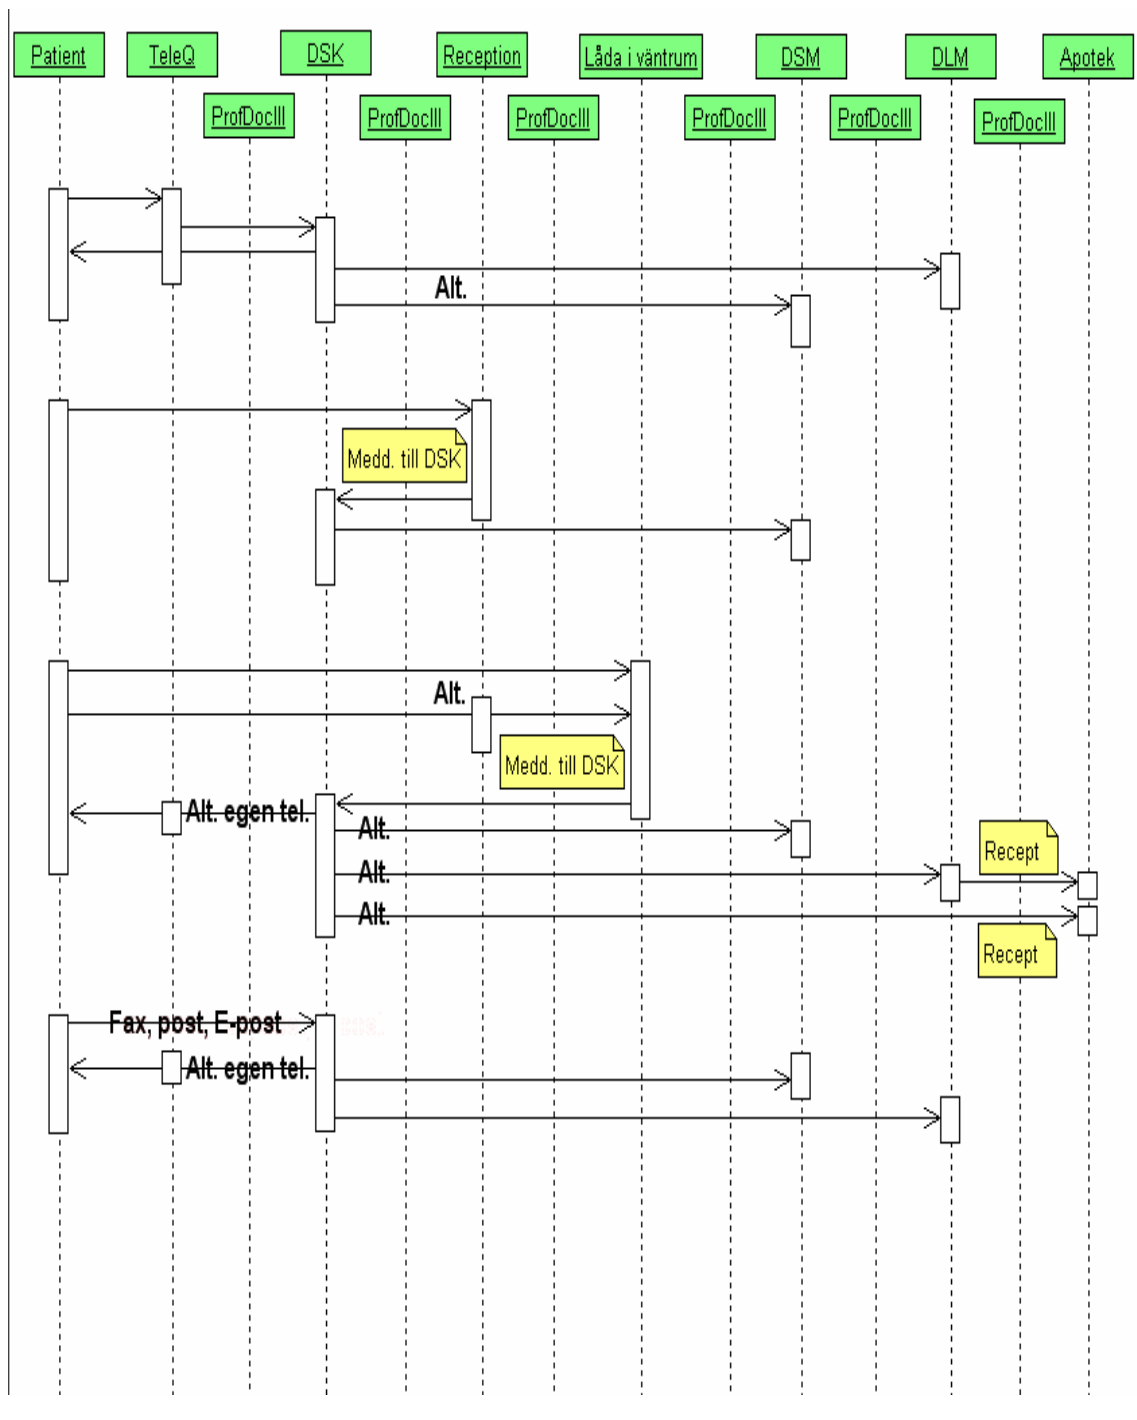 Patient
TeleQ
DSK
Reception
Låda i väntrum
DSM
DLM
Apotek
ProfDocIII
ProfDocIII
ProfDocIII
ProfDocIII
ProfDocIII
ProfDocIII
Alt.
Medd. till DSK
Alt.
Medd. till DSK
Alt. egen tel.
Alt.
Recept
Alt.
Alt.
Recept
Fax, post, E-post
Alt. egen tel.